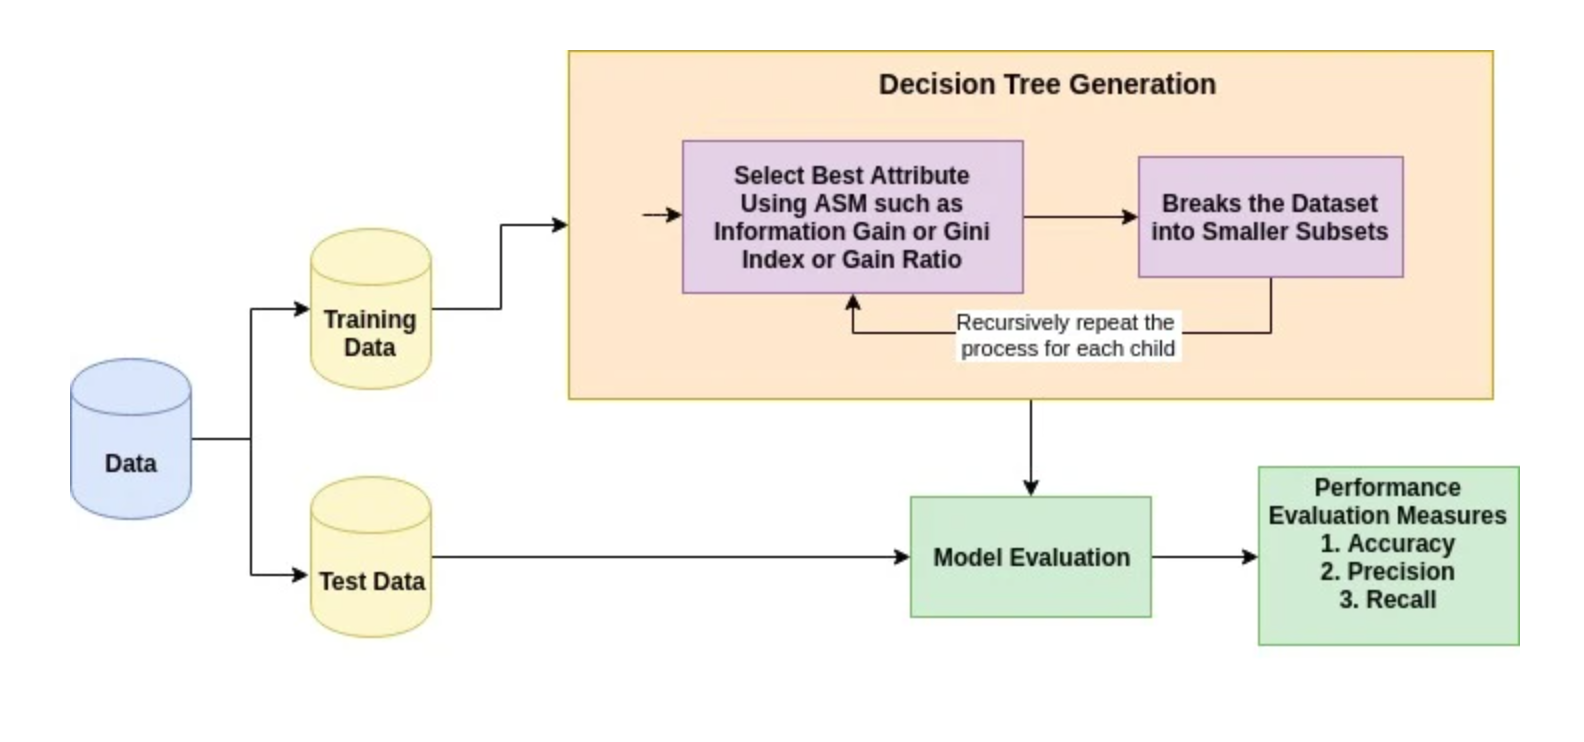 Decision Tree Generation
Select Best Attribute
Using ASM such as
Information Gain or Gini
Index or Gain Ratio
Breaks the Dataset
into Smaller Subsets
Recursively repeat the
process for each child
Training
Data
Data
Test Data
Model Evaluation
Performance
Evaluation Measures
1. Accuracy
2. Precision
3. Recall